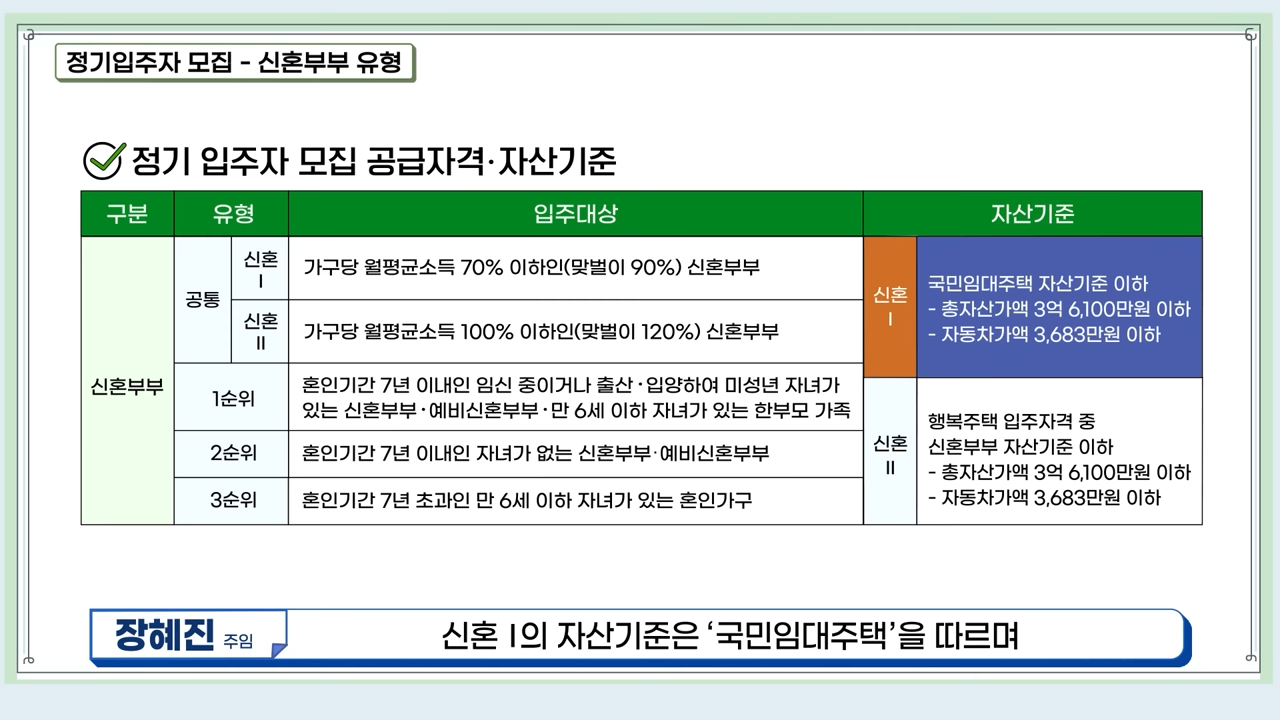 정기입주자 모집 - 신혼부부 유형
정기 입주자 모집 공급자격·자산기준
구분
유형
입주대상
자산기준
신혼부부
공통
신혼
I
가구당 월평균소득 70% 이하인(맞벌이 90%) 신혼부부
신혼
II
가구당 월평균소득 100% 이하인(맞벌이 120%) 신혼부부
1순위
혼인기간 7년 이내인 임신 중이거나 출산·입양하여 미성년 자녀가
있는 신혼부부·예비신혼부부·만 6세 이하 자녀가 있는 한부모 가족
2순위
혼인기간 7년 이내인 자녀가 없는 신혼부부·예비신혼부부
3순위
혼인기간 7년 초과인 만 6세 이하 자녀가 있는 혼인가구
신혼
I
국민임대주택 자산기준 이하
- 총자산가액 3억 6,100만원 이하
- 자동차가액 3,683만원 이하
신혼
II
행복주택 입주자격 중
신혼부부 자산기준 이하
- 총자산가액 3억 6,100만원 이하
- 자동차가액 3,683만원 이하
장혜진 주임
신혼 I의 자산기준은 ‘국민임대주택’을 따르며